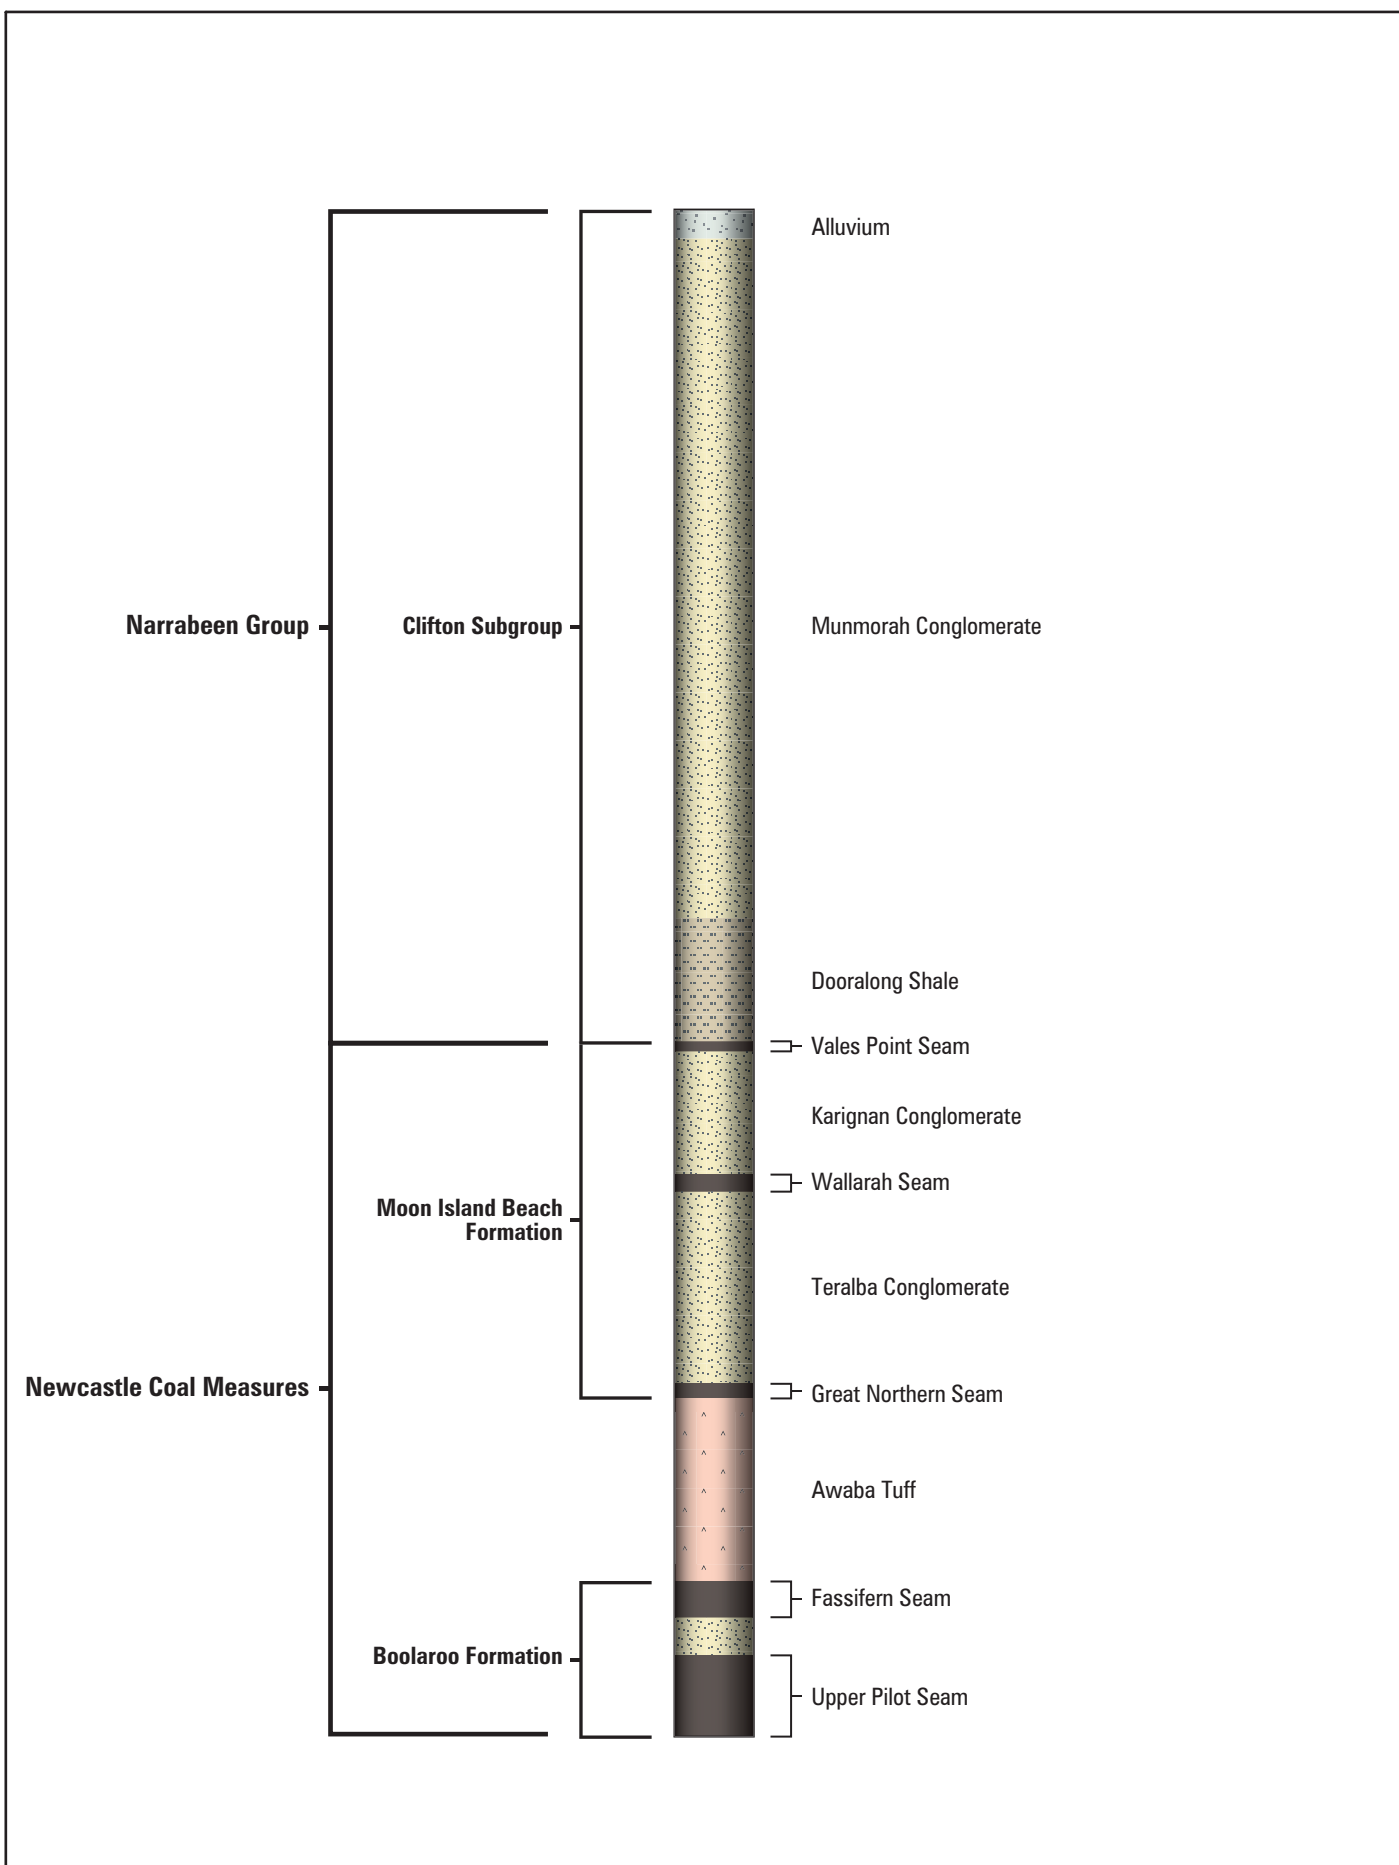 Alluvium
Narrabeen Group
Clifton Subgroup
Munmorah Conglomerate
Dooralong Shale
Vales Point Seam
Karignan Conglomerate
Wallarah Seam
Moon Island Beach
Formation
Teralba Conglomerate
Newcastle Coal Measures
Great Northern Seam
Awaba Tuff
Fassifern Seam
Boolaroo Formation
Upper Pilot Seam